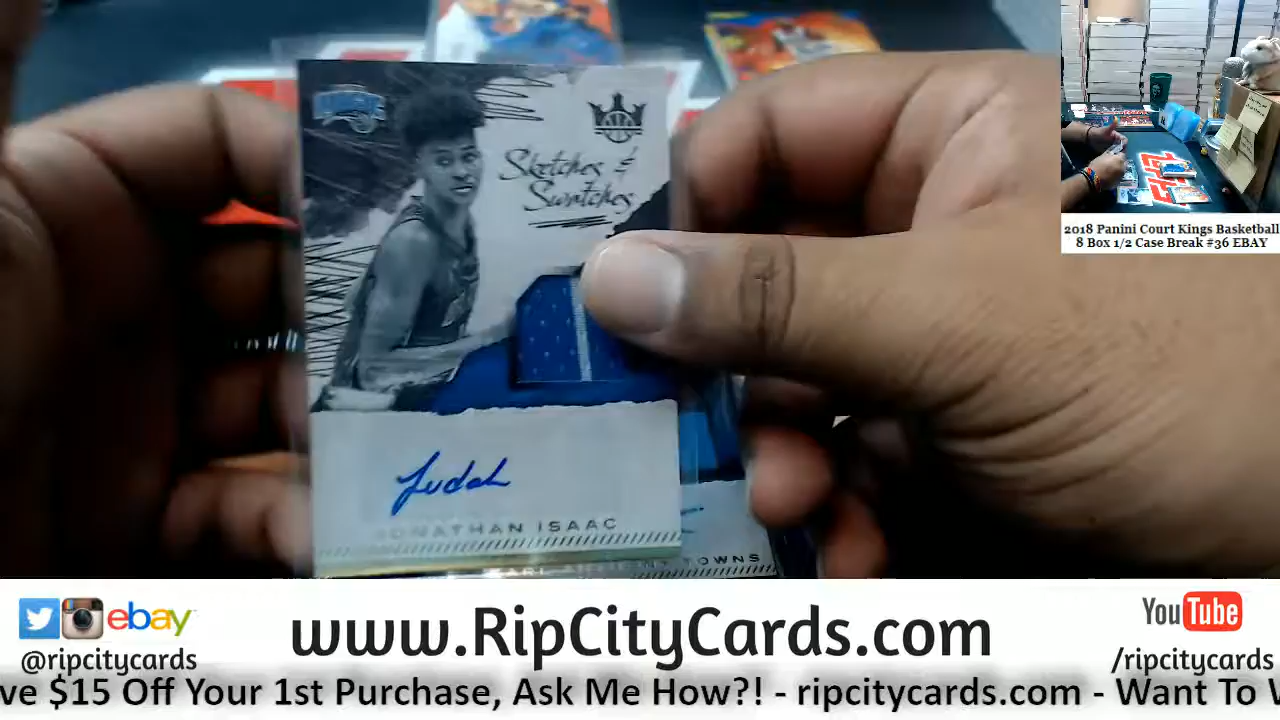 Sketches &
Swatches
Judah
JONATHAN ISAAC
KARL-ANTHONY TOWNS
2018 Panini Court Kings Basketball
8 Box 1/2 Case Break #36 EBAY
ebay
@ripcitycards
www.RipCityCards.com
YouTube
/ripcitycards
ve $15 Off Your 1st Purchase, Ask Me How?! - ripcitycards.com - Want To